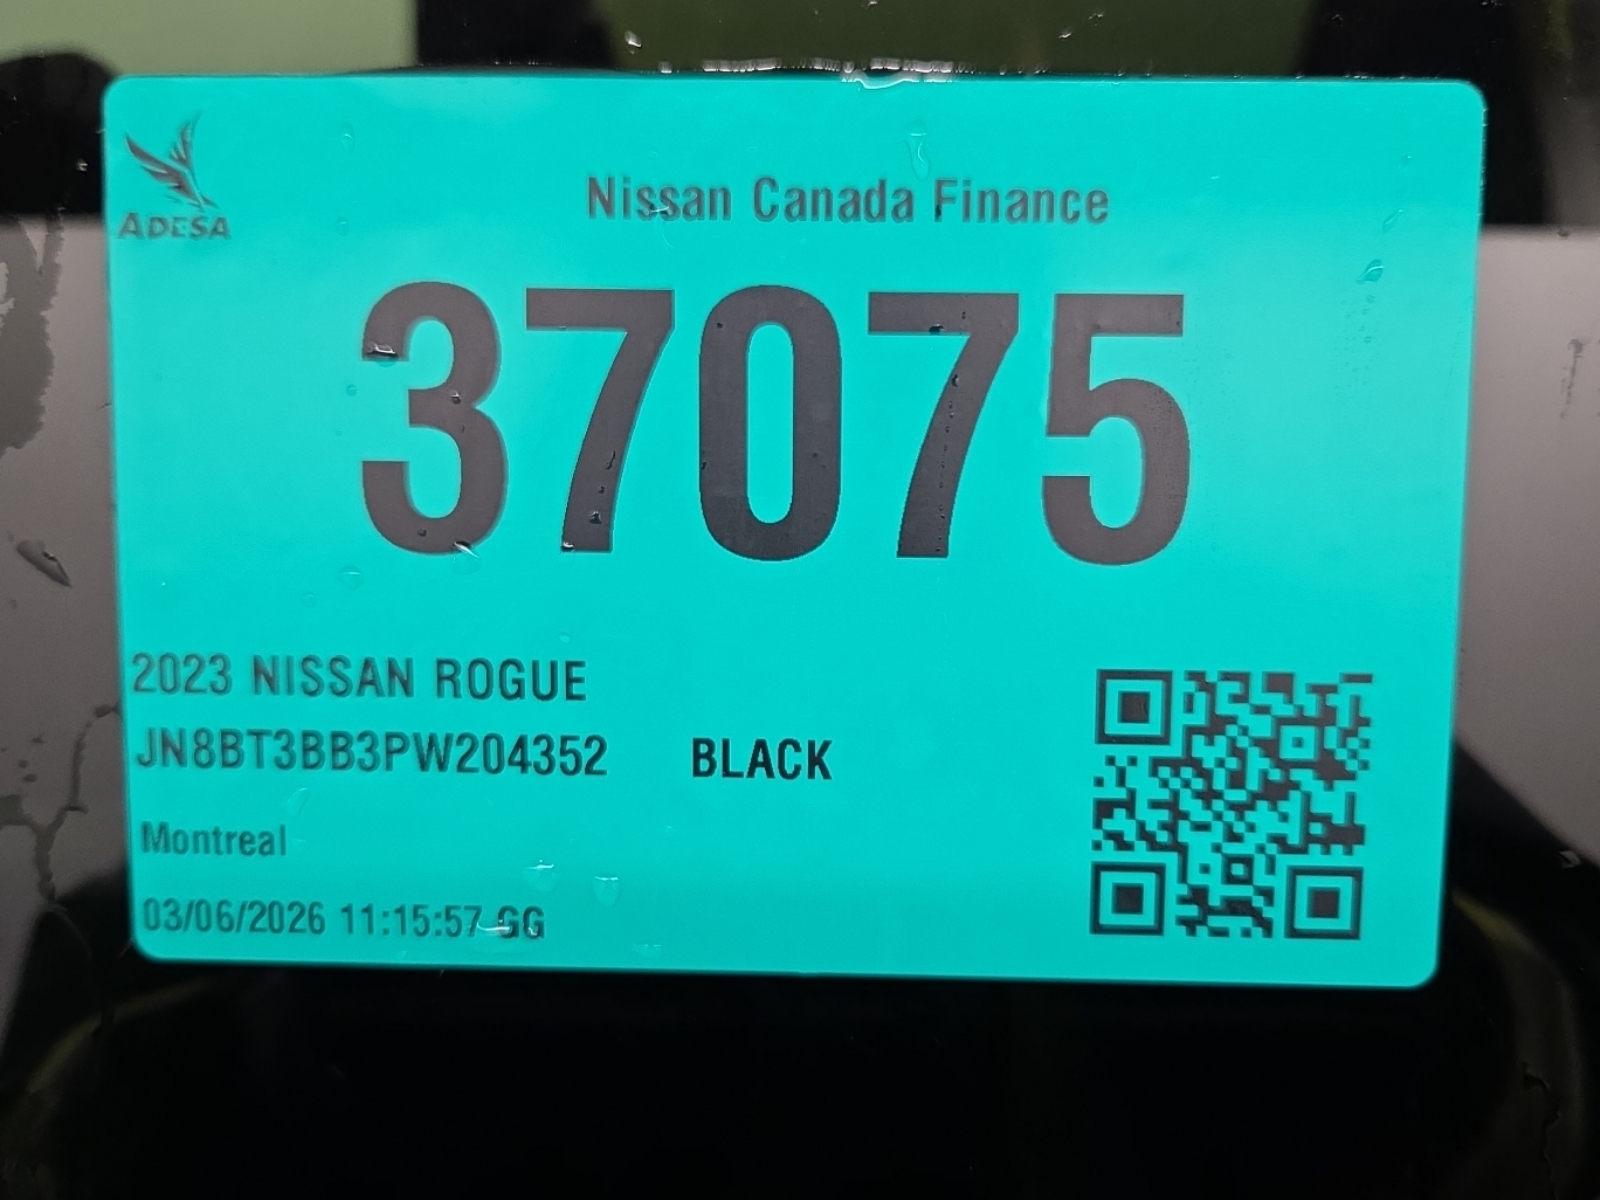 ADESA
Nissan Canada Finance
37075
2023 NISSAN ROGUE
JN8BT3BB3PW204352 BLACK
Montreal
03/06/2026 11:15:57 GG